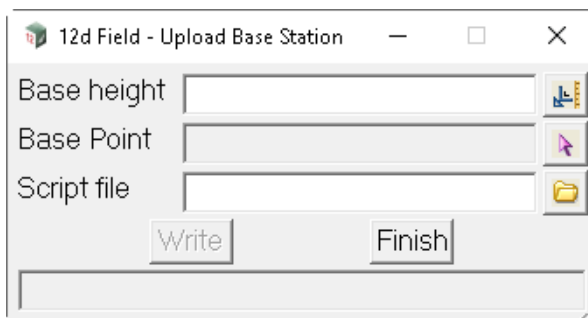 12d Field - Upload Base Station
Base height
Base Point
Script file
Write Finish